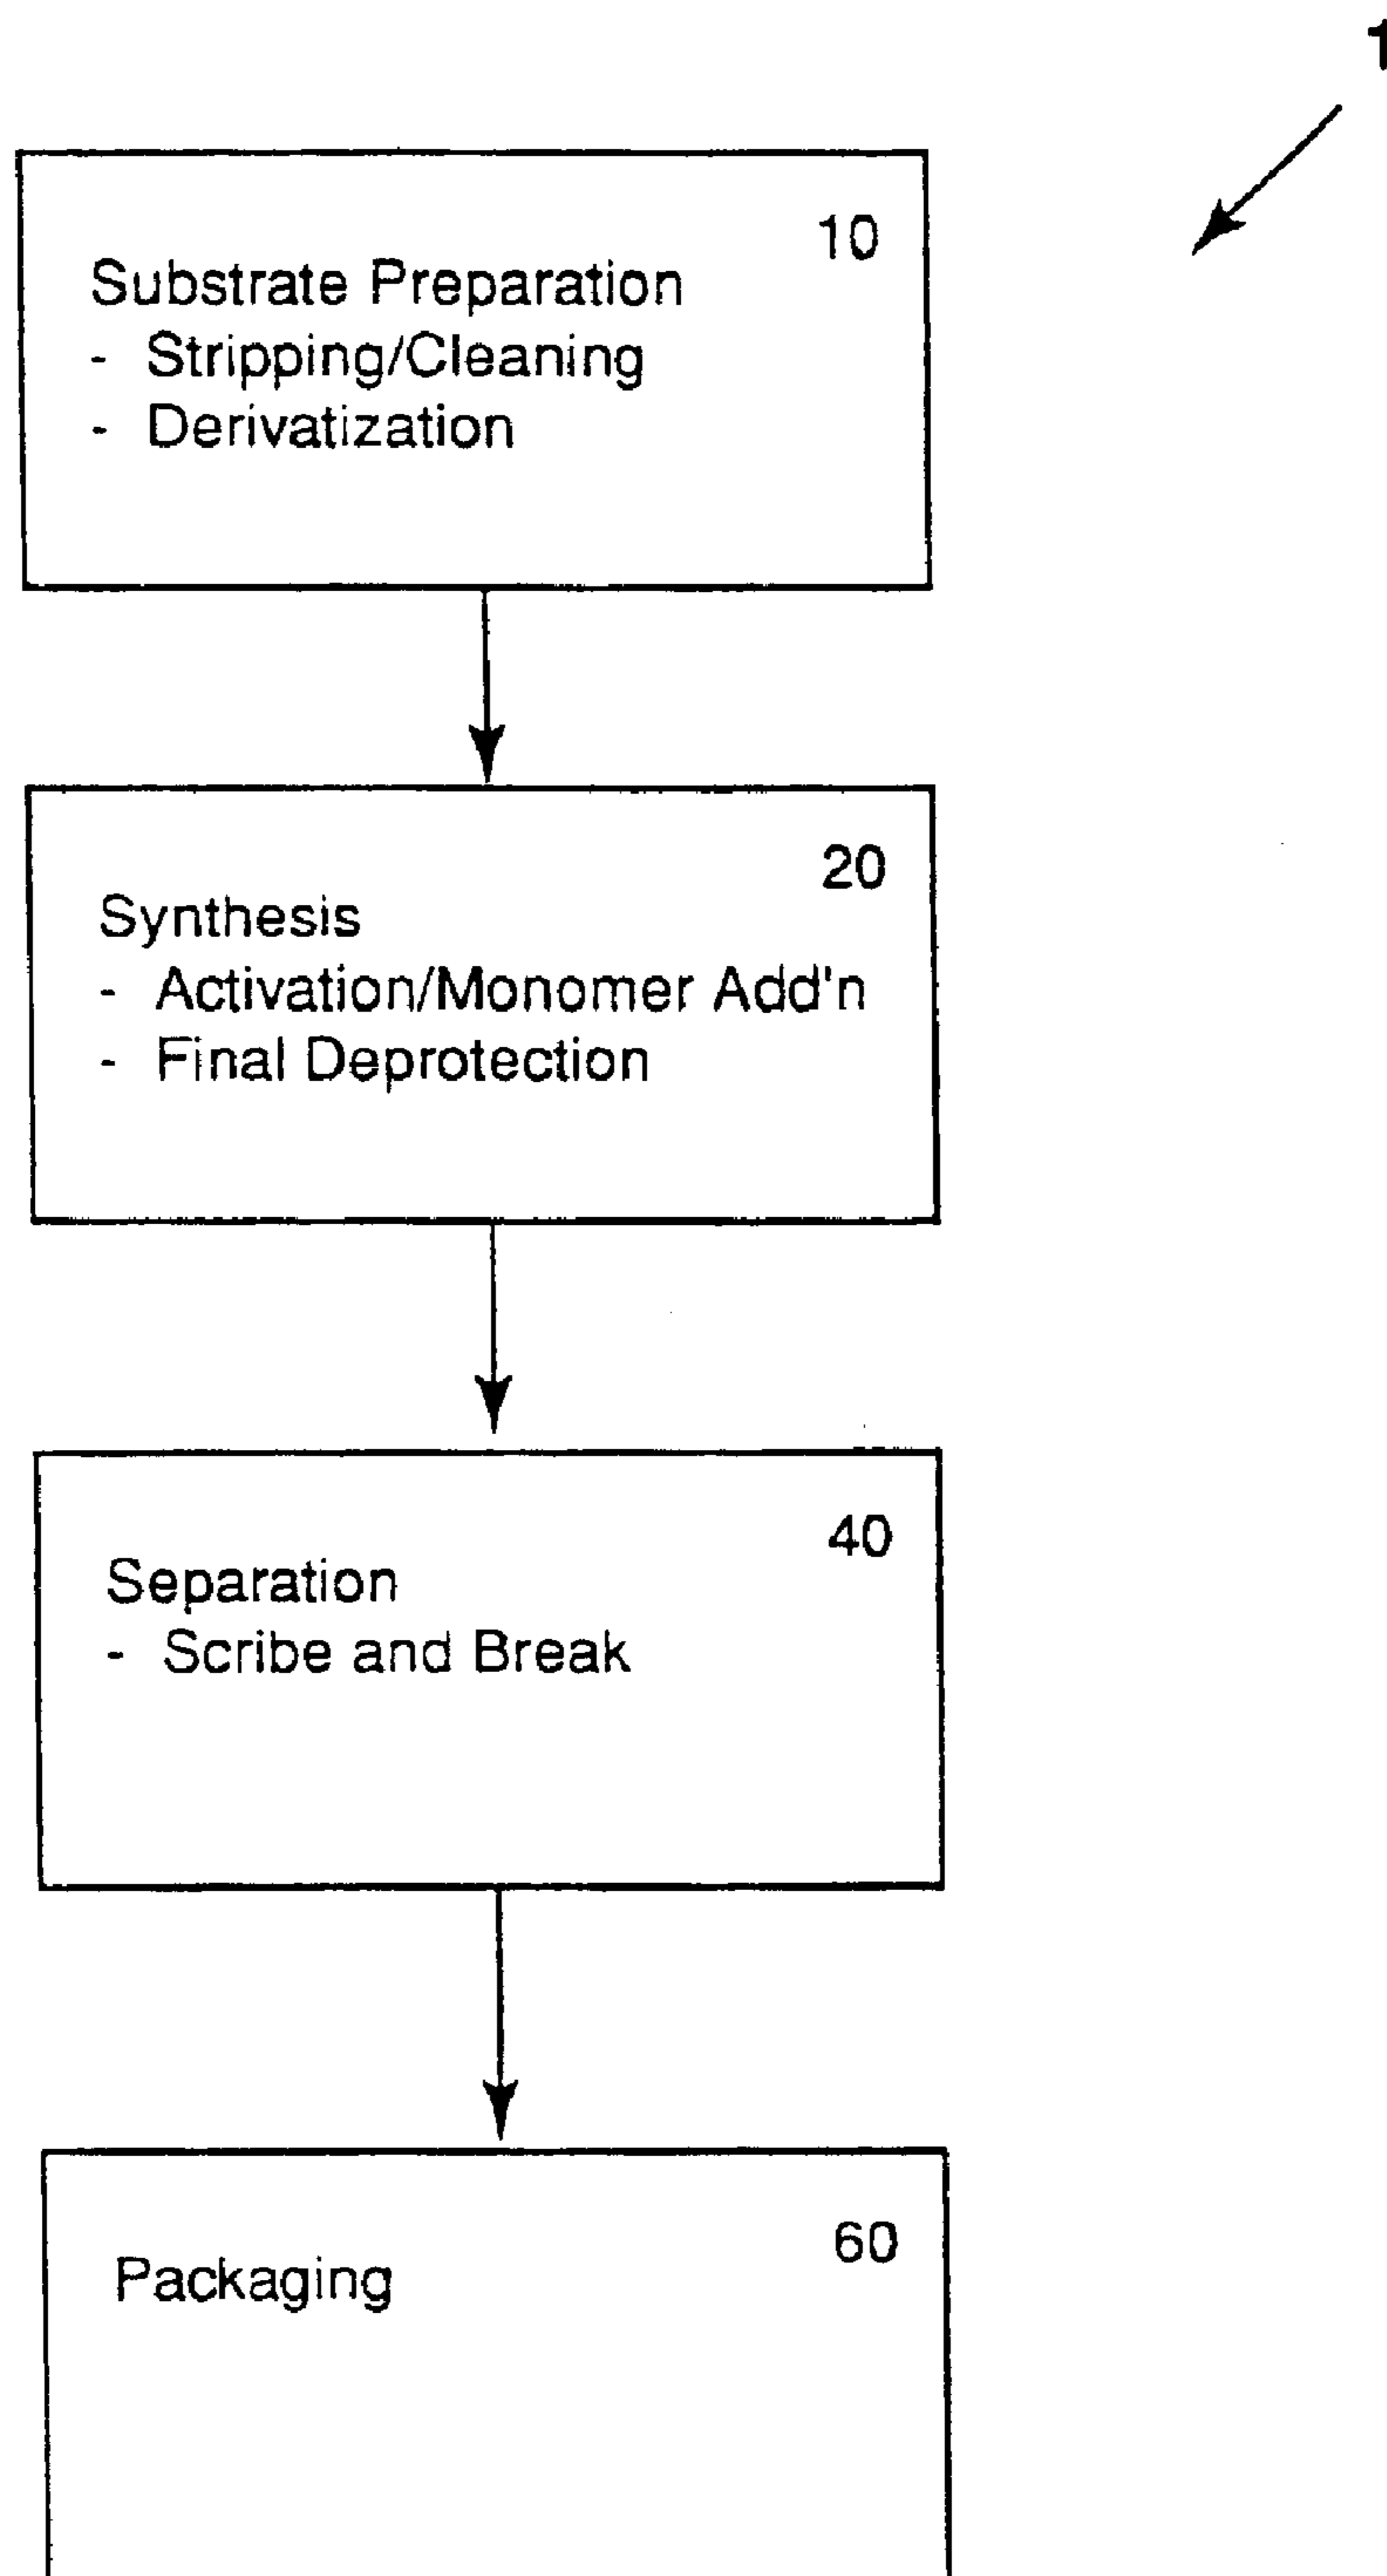 1
10
Substrate Preparation
- Stripping/Cleaning
- Derivatization
20
Synthesis
- Activation/Monomer Add'n
- Final Deprotection
40
Separation
- Scribe and Break
60
Packaging